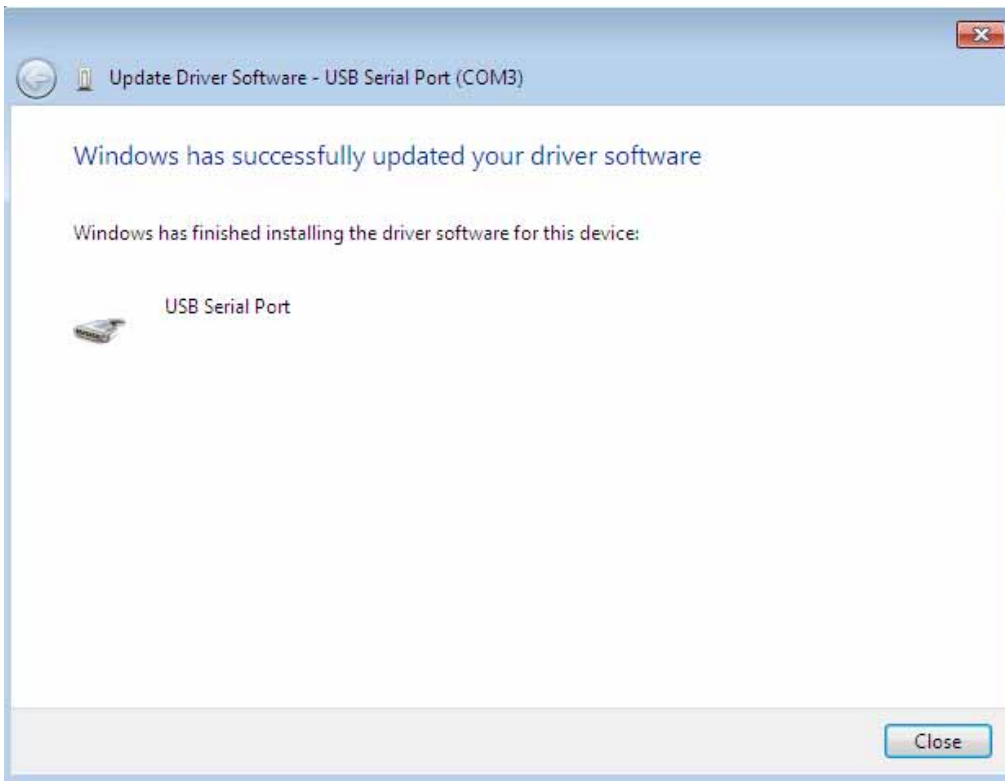 Update Driver Software - USB Serial Port (COM3)
Windows has successfully updated your driver software
Windows has finished installing the driver software for this device:
USB Serial Port
Close